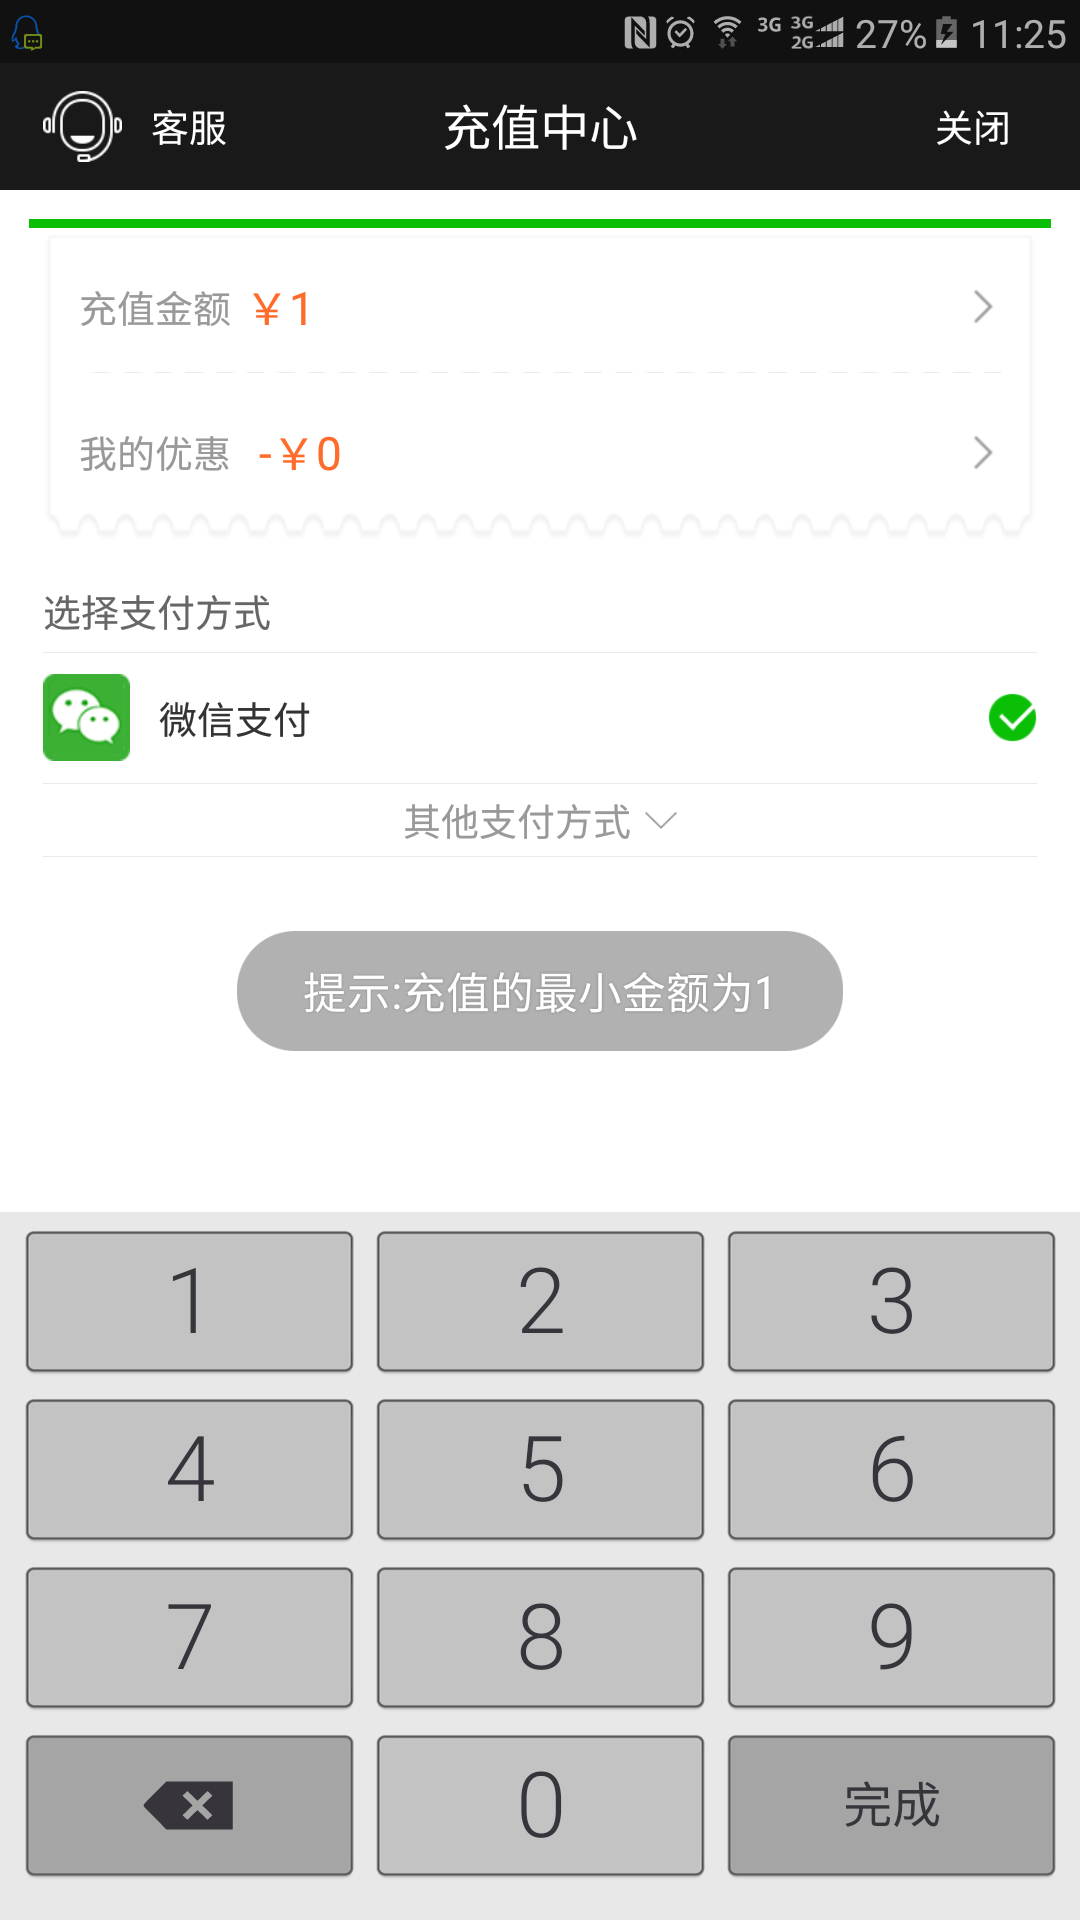 3G 3G 2G 27% 11:25
客服 充值中心 关闭
充值金额 ¥1
我的优惠 -¥0
选择支付方式
微信支付
其他支付方式
提示:充值的最小金额为1
1 2 3
4 5 6
7 8 9
0 完成